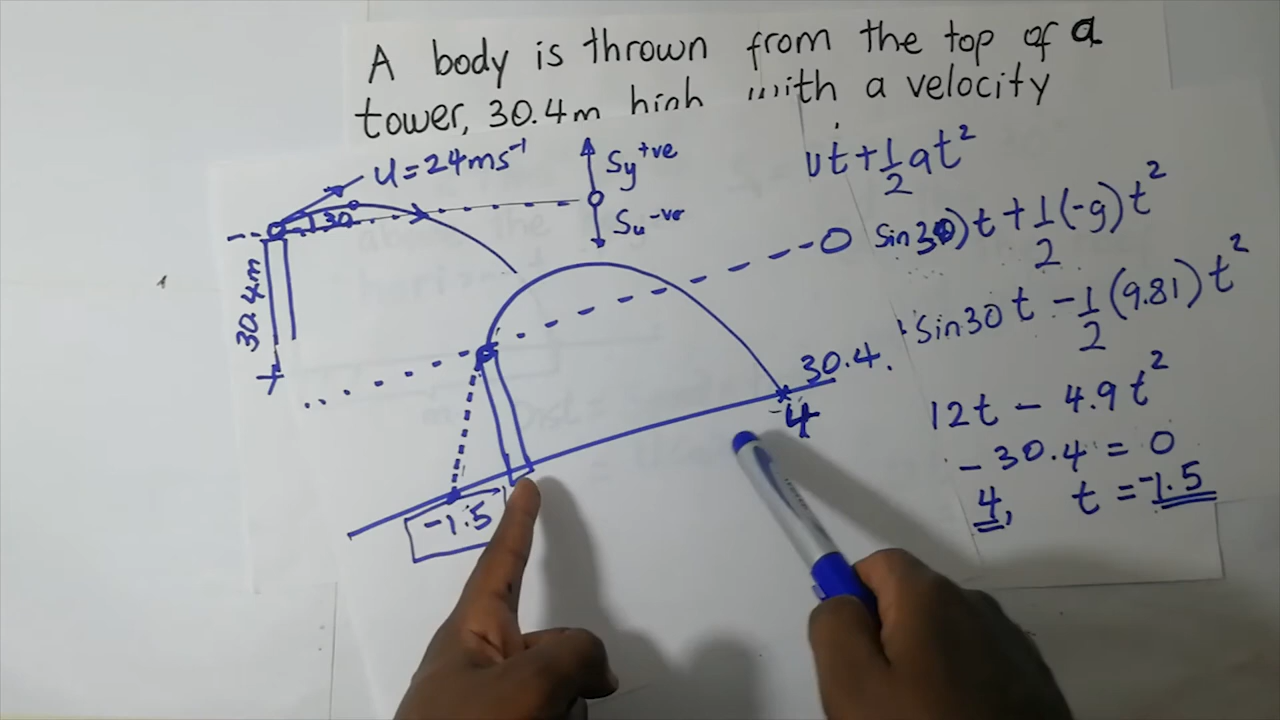 A body is thrown from the top of a
tower, 30.4m high with a velocity
u = 24ms⁻¹
30
30.4m
Sy +ve
Su -ve
ut + 1/2 at²
0
Sin30) t + 1/2 (-g) t²
Sin30 t - 1/2 (9.81) t²
12t - 4.9t²
- 30.4 = 0
4, t = -1.5
30.4.
-4
-1.5